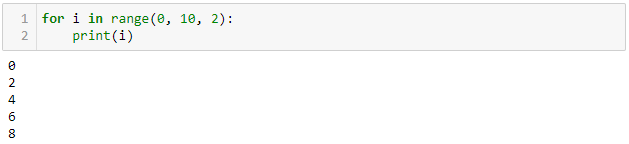 1 for i in range(0, 10, 2):
2     print(i)
0
2
4
6
8